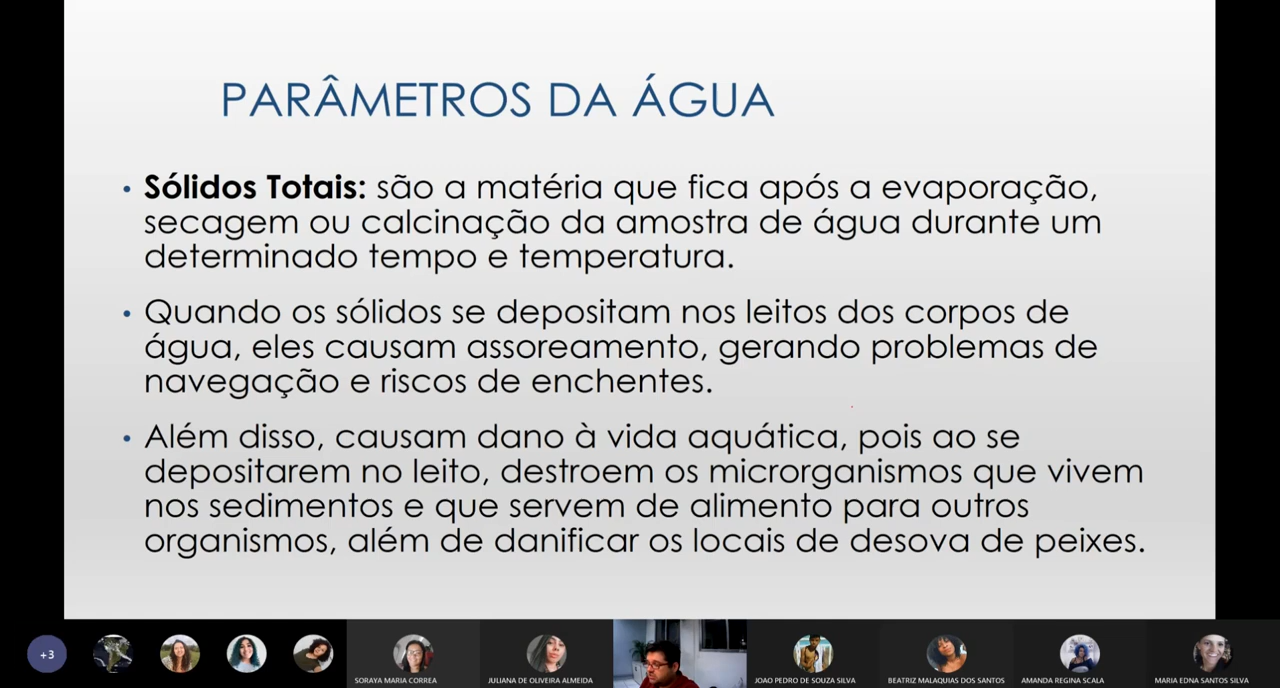 PARÂMETROS DA ÁGUA
• Sólidos Totais: são a matéria que fica após a evaporação,
secagem ou calcinação da amostra de água durante um
determinado tempo e temperatura.
• Quando os sólidos se depositam nos leitos dos corpos de
água, eles causam assoreamento, gerando problemas de
navegação e riscos de enchentes.
• Além disso, causam dano à vida aquática, pois ao se
depositarem no leito, destroem os microrganismos que vivem
nos sedimentos e que servem de alimento para outros
organismos, além de danificar os locais de desova de peixes.
+3
SORAYA MARIA CORREA
JULIANA DE OLIVEIRA ALMEIDA
JOAO PEDRO DE SOUZA SILVA
BEATRIZ MALAQUIAS DOS SANTOS
AMANDA REGINA SCALA
MARIA EDNA SANTOS SILVA